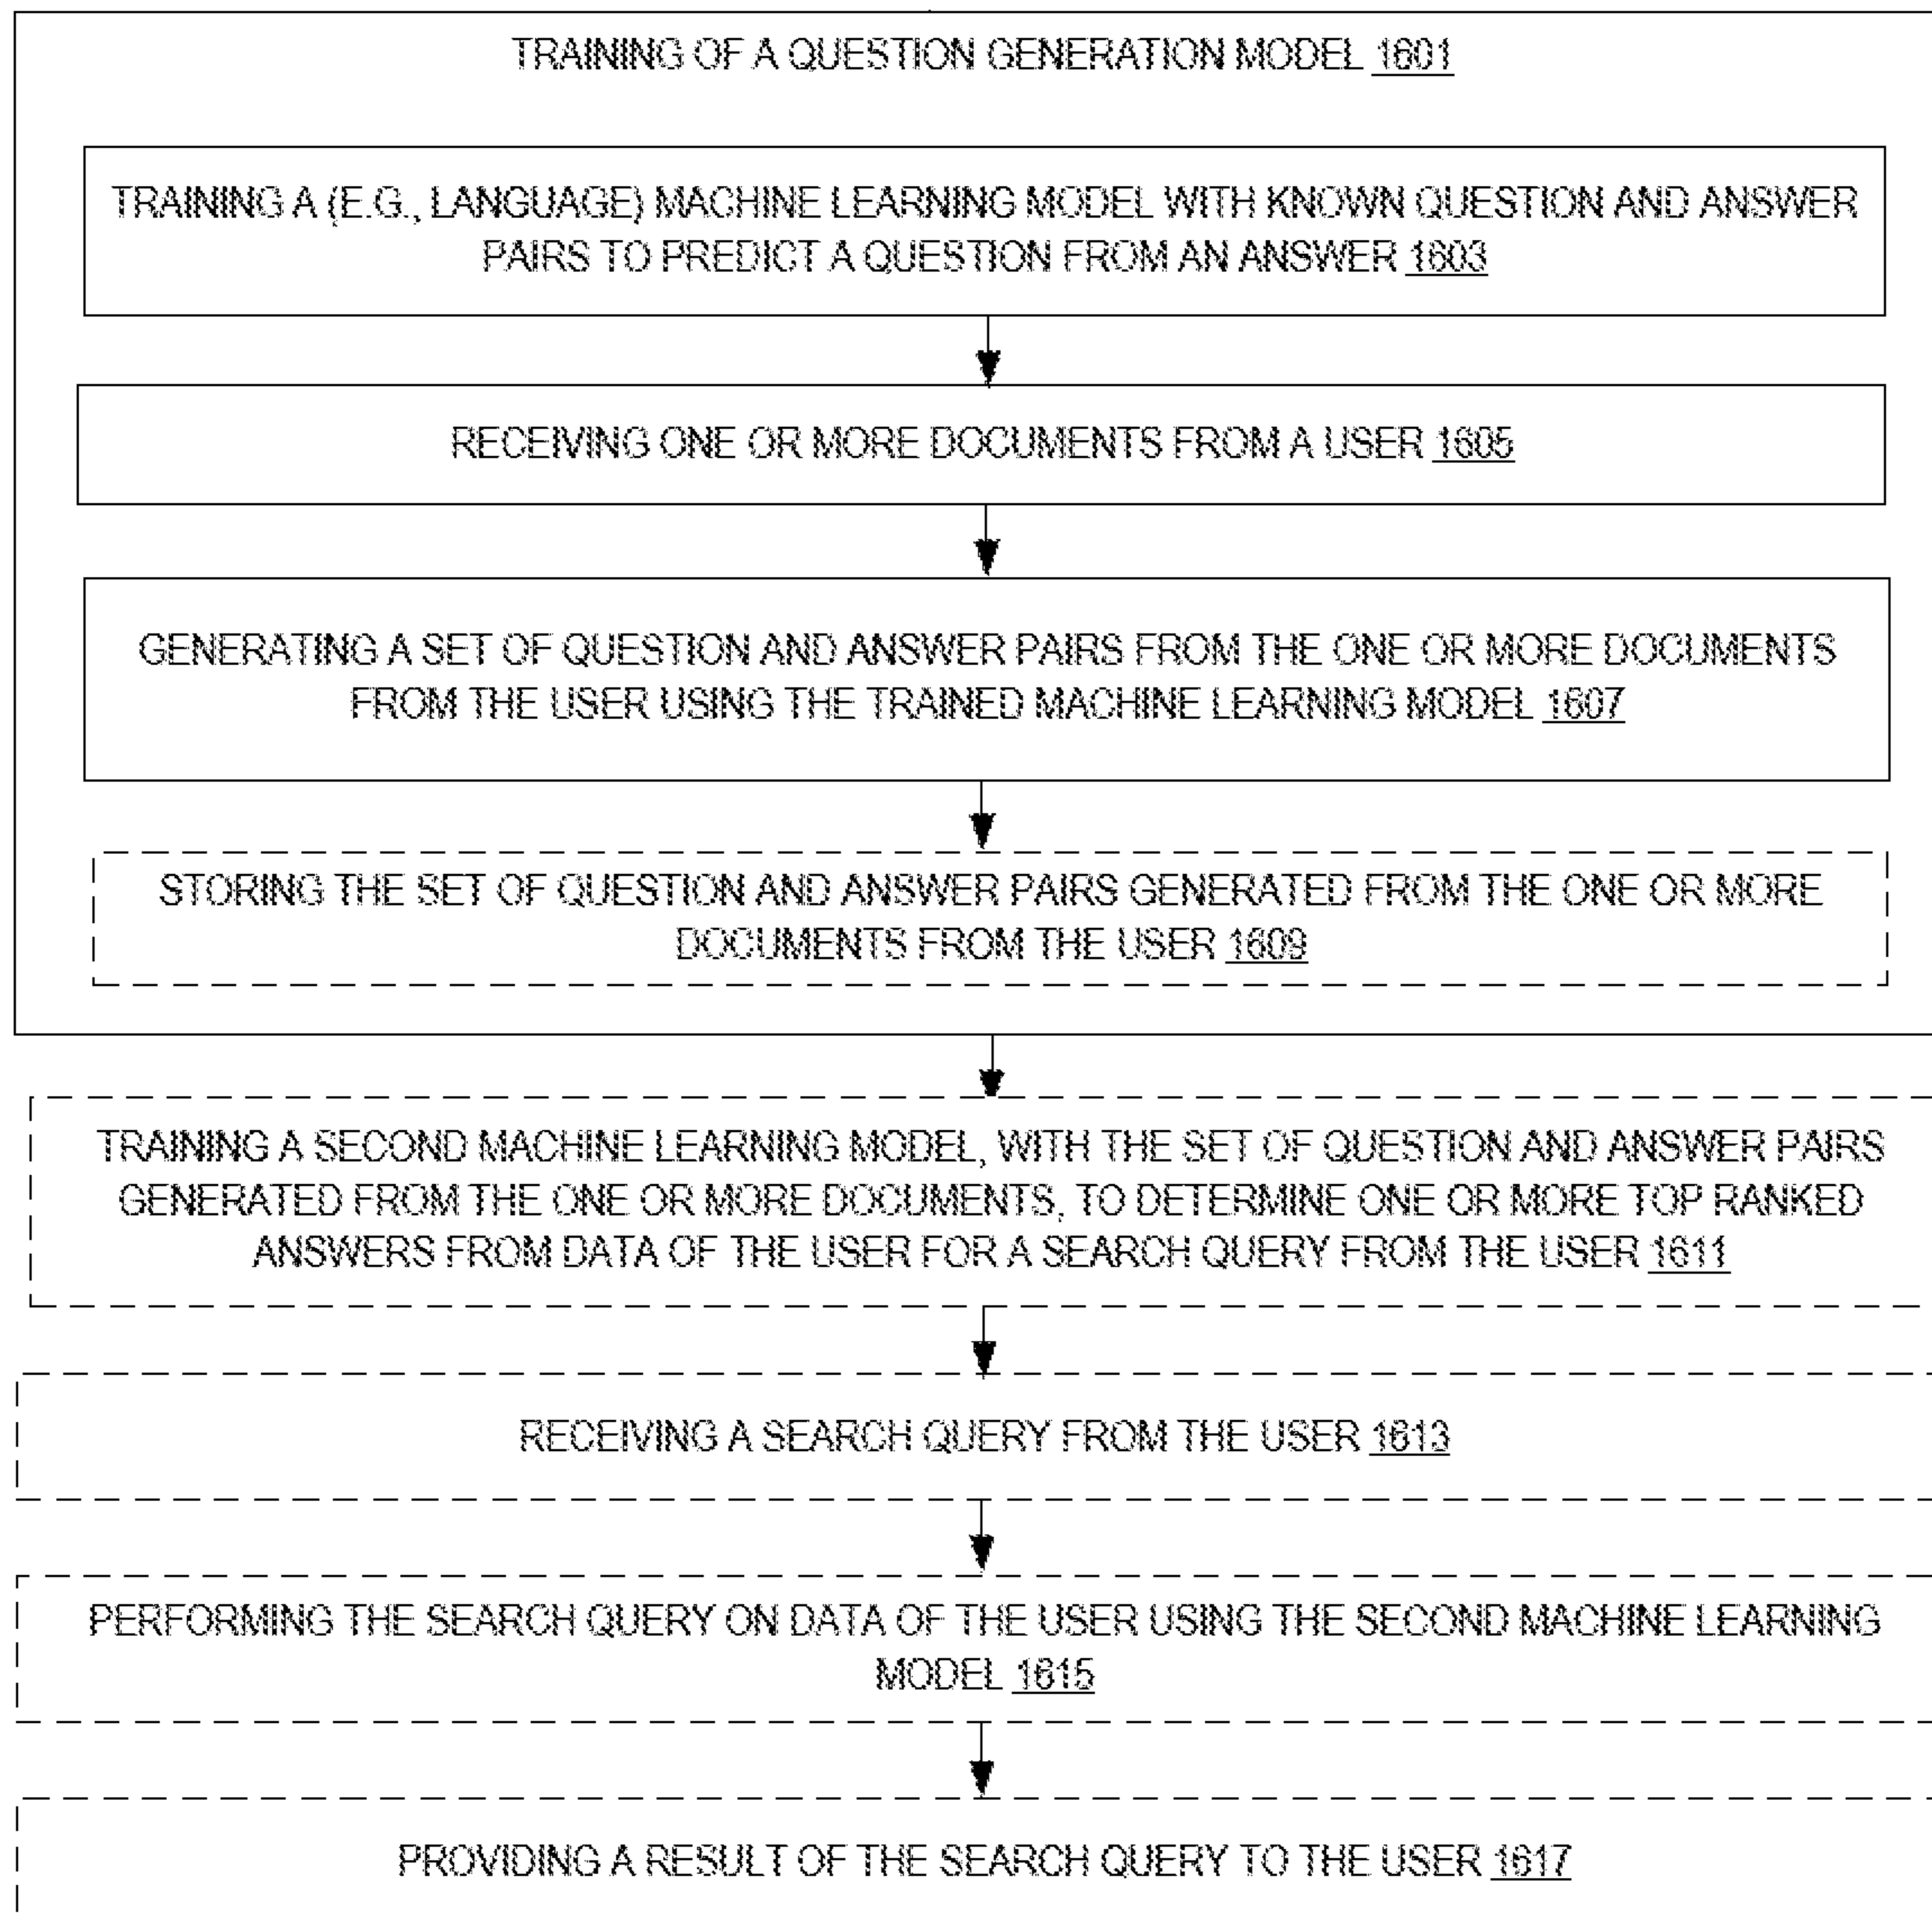 TRAINING OF A QUESTION GENERATION MODEL 1601
TRAINING A (E.G., LANGUAGE) MACHINE LEARNING MODEL WITH KNOWN QUESTION AND ANSWER
PAIRS TO PREDICT A QUESTION FROM AN ANSWER 1603
RECEIVING ONE OR MORE DOCUMENTS FROM A USER 1605
GENERATING A SET OF QUESTION AND ANSWER PAIRS FROM THE ONE OR MORE DOCUMENTS
FROM THE USER USING THE TRAINED MACHINE LEARNING MODEL 1607
STORING THE SET OF QUESTION AND ANSWER PAIRS GENERATED FROM THE ONE OR MORE
DOCUMENTS FROM THE USER 1609
TRAINING A SECOND MACHINE LEARNING MODEL, WITH THE SET OF QUESTION AND ANSWER PAIRS
GENERATED FROM THE ONE OR MORE DOCUMENTS, TO DETERMINE ONE OR MORE TOP RANKED
ANSWERS FROM DATA OF THE USER FOR A SEARCH QUERY FROM THE USER 1611
RECEIVING A SEARCH QUERY FROM THE USER 1613
PERFORMING THE SEARCH QUERY ON DATA OF THE USER USING THE SECOND MACHINE LEARNING
MODEL 1615
PROVIDING A RESULT OF THE SEARCH QUERY TO THE USER 1617